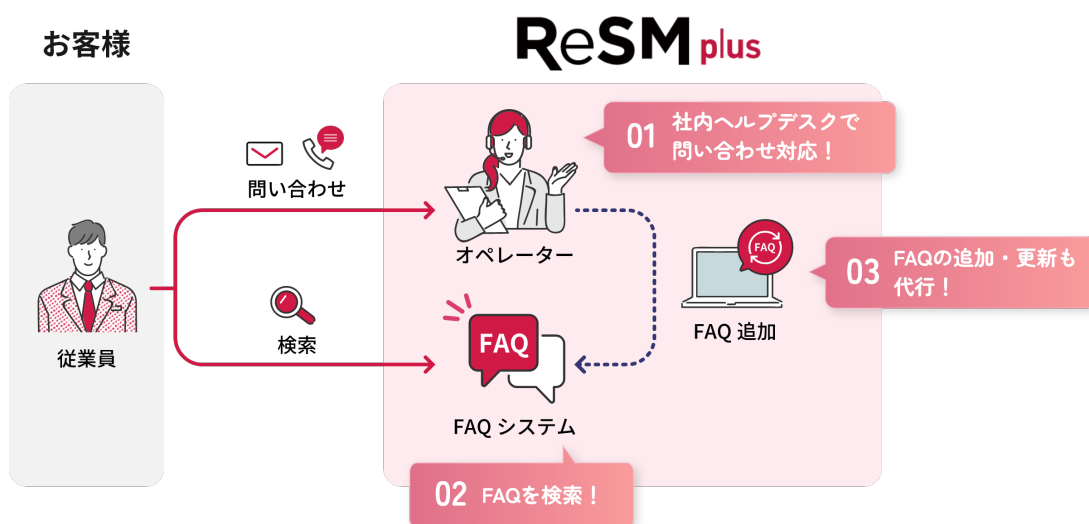 お客様
ReSM plus
01 社内ヘルプデスクで
問い合わせ対応！
問い合わせ
オペレーター
従業員
検索
FAQ
FAQ システム
FAQ
FAQ 追加
03 FAQの追加・更新も
代行！
02 FAQを検索！